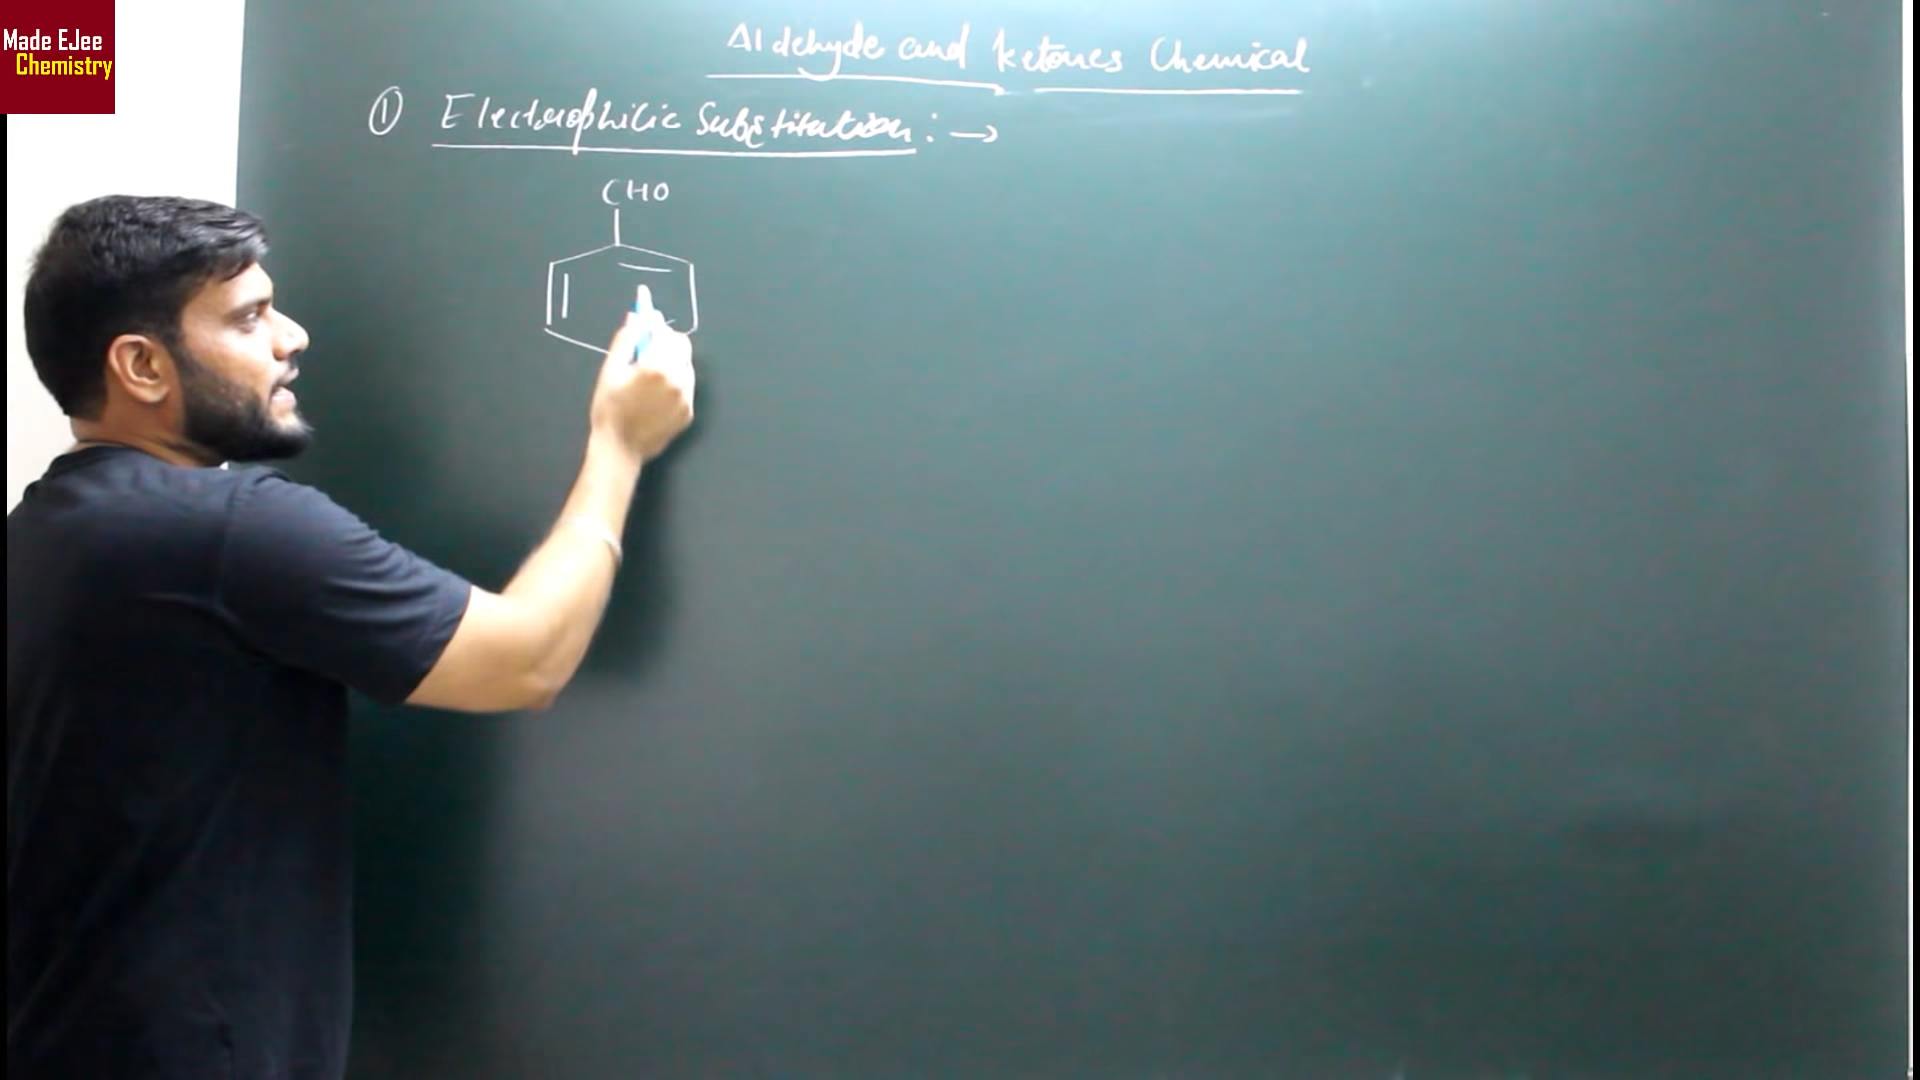 Made EJee
Chemistry
Aldehyde and ketones Chemical
① Electrophilic Substitution : →
CHO